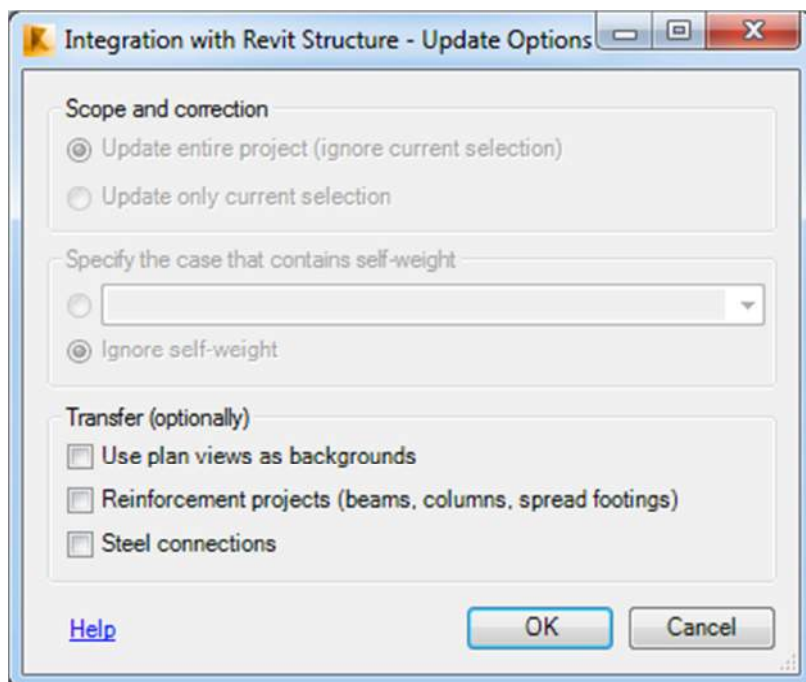 Integration with Revit Structure - Update Options
Scope and correction
Update entire project (ignore current selection)
Update only current selection
Specify the case that contains self-weight
Ignore self-weight
Transfer (optionally)
Use plan views as backgrounds
Reinforcement projects (beams, columns, spread footings)
Steel connections
Help OK Cancel